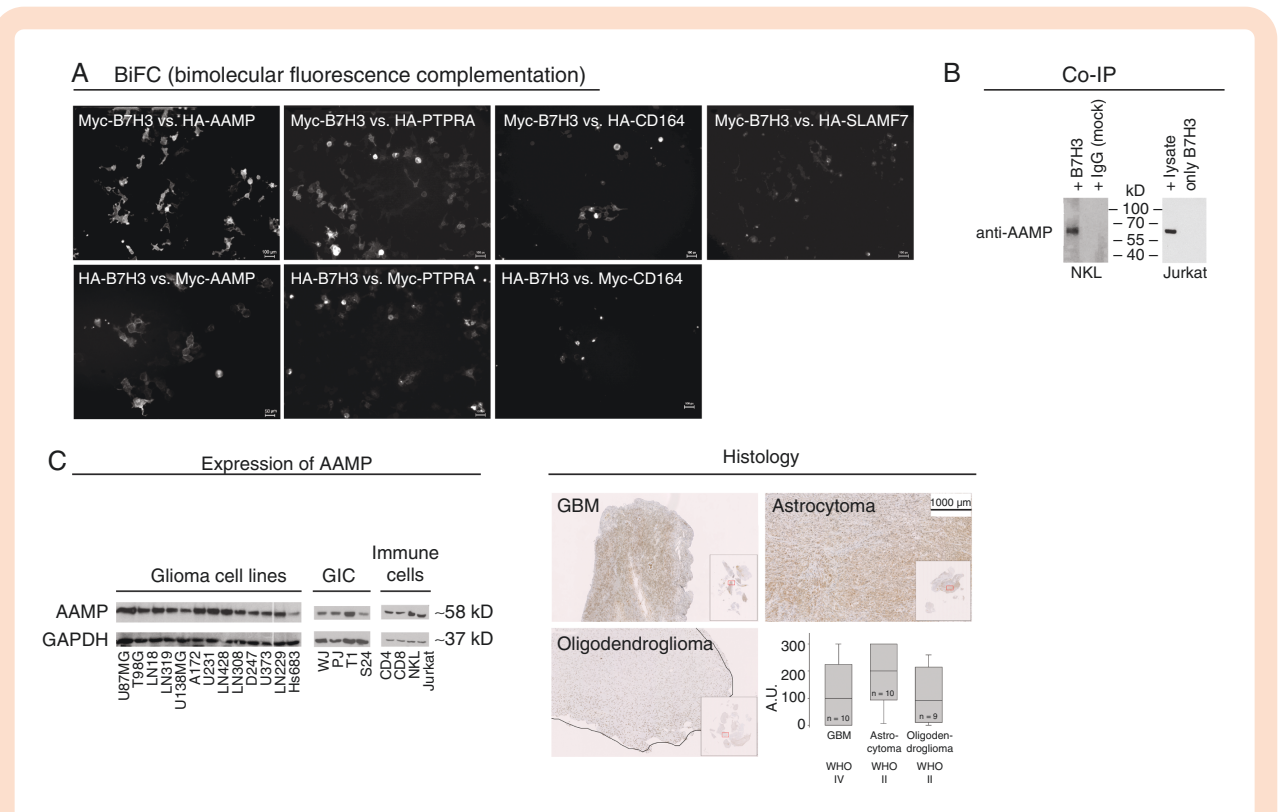 A BiFC (bimolecular fluorescence complementation)
Myc-B7H3 vs. HA-AAMP
Myc-B7H3 vs. HA-PTPRA
Myc-B7H3 vs. HA-CD164
Myc-B7H3 vs. HA-SLAMF7
HA-B7H3 vs. Myc-AAMP
HA-B7H3 vs. Myc-PTPRA
HA-B7H3 vs. Myc-CD164
B Co-IP
+ B7H3
+ IgG (mock)
kD
+ lysate
only B7H3
100
70
55
40
anti-AAMP
NKL
Jurkat
C Expression of AAMP
Glioma cell lines
GIC
Immune
cells
AAMP
~58 kD
GAPDH
~37 kD
U87MG
T98G
LN18
LN319
U138MG
A172
U231
LN428
LN308
D247
U373
LN229
Hs683
WJ
PJ
T1
S24
CD4
CD8
NKL
Jurkat
Histology
GBM
Astrocytoma
1000 µm
Oligodendroglioma
A.U.
300
200
100
0
n = 10
n = 10
n = 9
GBM
Astro-
cytoma
Oligoden-
droglioma
WHO
IV
WHO
II
WHO
II